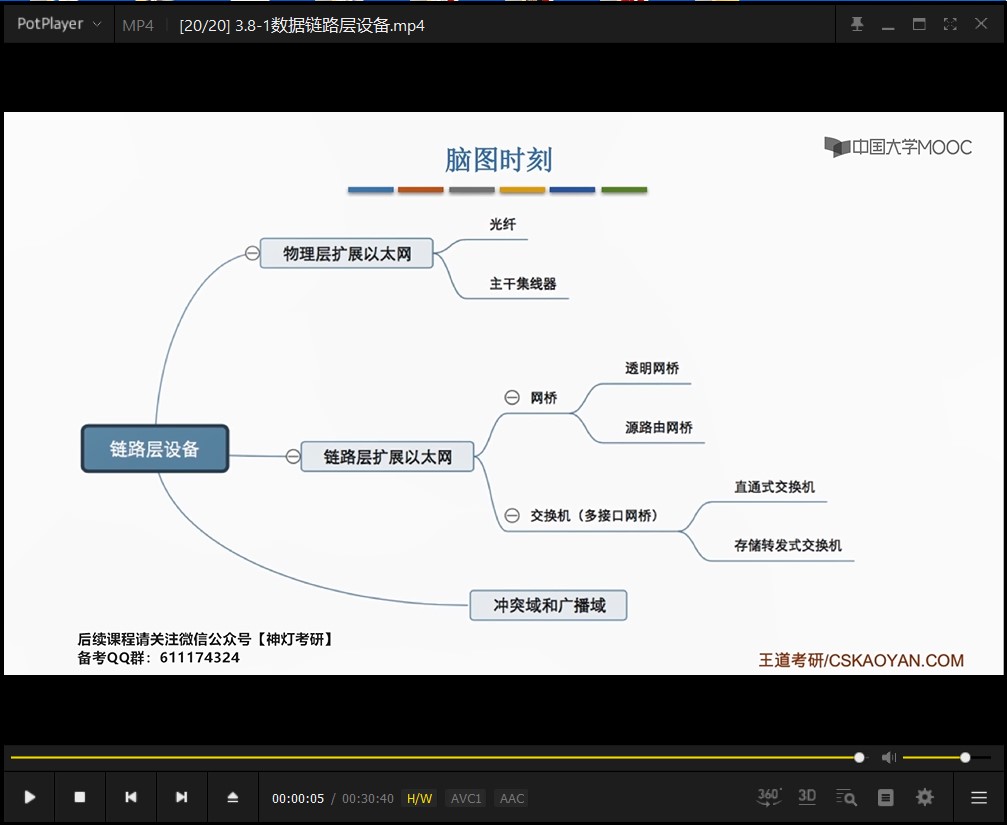 PotPlayer
MP4
[20/20] 3.8-1数据链路层设备.mp4
中国大学MOOC
脑图时刻
光纤
物理层扩展以太网
主干集线器
透明网桥
网桥
源路由网桥
链路层设备
链路层扩展以太网
直通式交换机
交换机（多接口网桥）
存储转发式交换机
冲突域和广播域
后续课程请关注微信公众号【神灯考研】
备考QQ群：611174324
王道考研/CSKAOYAN.COM
00:00:05 / 00:30:40 H/W AVC1 AAC
360°
3D